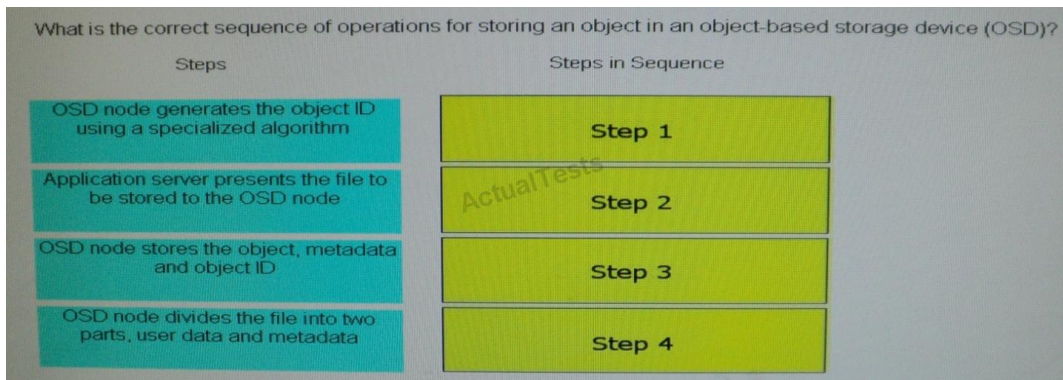 What is the correct sequence of operations for storing an object in an object-based storage device (OSD)?
Steps
Steps in Sequence
OSD node generates the object ID
using a specialized algorithm
Step 1
Application server presents the file to
be stored to the OSD node
ActualTests
Step 2
OSD node stores the object, metadata
and object ID
Step 3
OSD node divides the file into two
parts, user data and metadata
Step 4